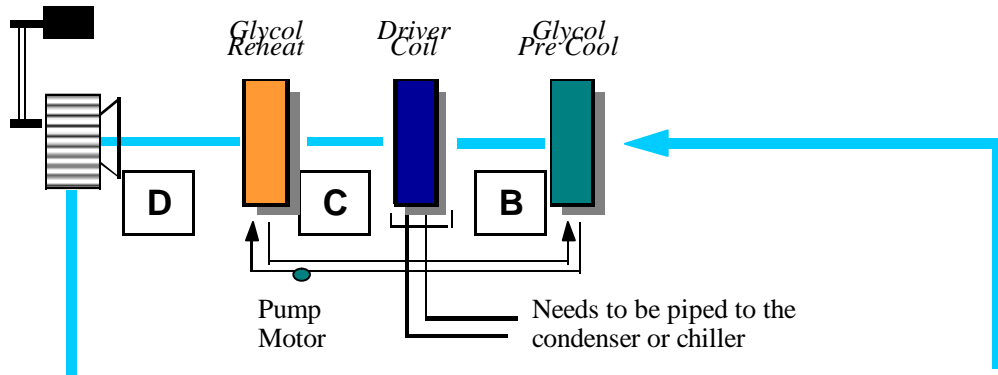 Glycol
Reheat
Driver
Coil
Glycol
Pre Cool
D
C
B
Pump
Motor
Needs to be piped to the
condenser or chiller